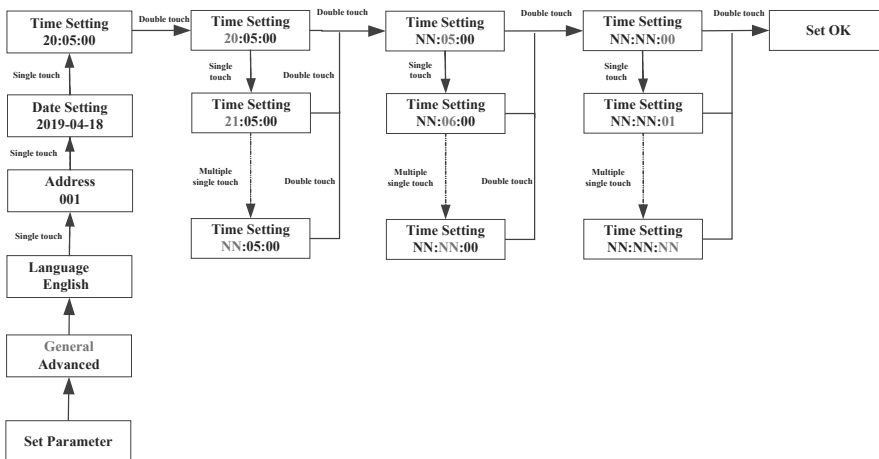 Time Setting
20:05:00
Double touch
Time Setting
20:05:00
Double touch
Time Setting
NN:05:00
Double touch
Time Setting
NN:NN:00
Double touch
Set OK
Single touch
Single
touch
Double touch
Single
touch
Double touch
Single
touch
Date Setting
2019-04-18
Time Setting
21:05:00
Time Setting
NN:06:00
Time Setting
NN:NN:01
Single touch
Multiple
single touch
Double touch
Multiple
single touch
Double touch
Multiple
single touch
Address
001
Time Setting
NN:05:00
Time Setting
NN:NN:00
Time Setting
NN:NN:NN
Single touch
Language
English
General
Advanced
Set Parameter